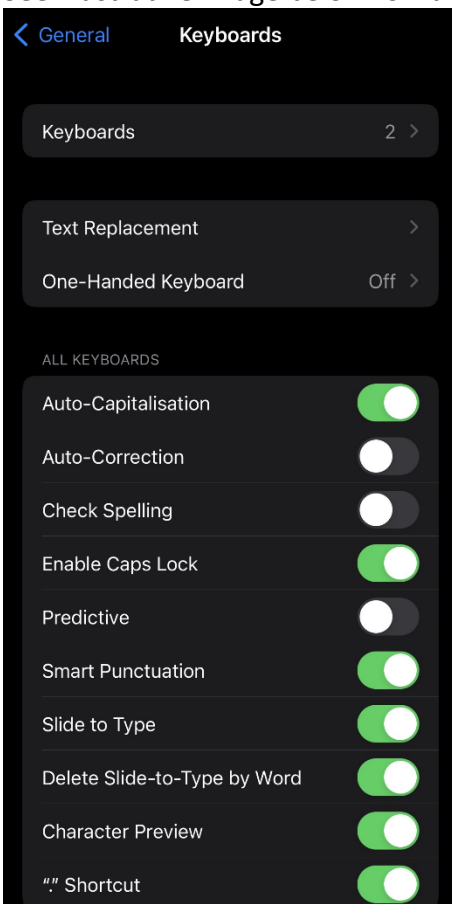 General Keyboards
Keyboards 2
Text Replacement
One-Handed Keyboard Off
ALL KEYBOARDS
Auto-Capitalisation
Auto-Correction
Check Spelling
Enable Caps Lock
Predictive
Smart Punctuation
Slide to Type
Delete Slide-to-Type by Word
Character Preview
“.” Shortcut